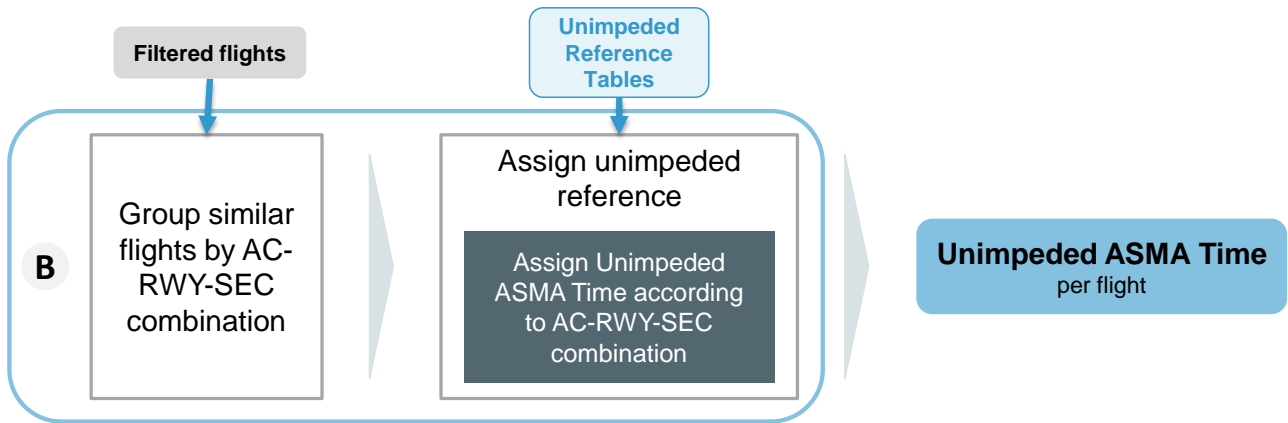 Filtered flights
Unimpeded
Reference
Tables
B
Group similar
flights by AC-
RWY-SEC
combination
Assign unimpeded
reference
Assign Unimpeded
ASMA Time according
to AC-RWY-SEC
combination
Unimpeded ASMA Time
per flight